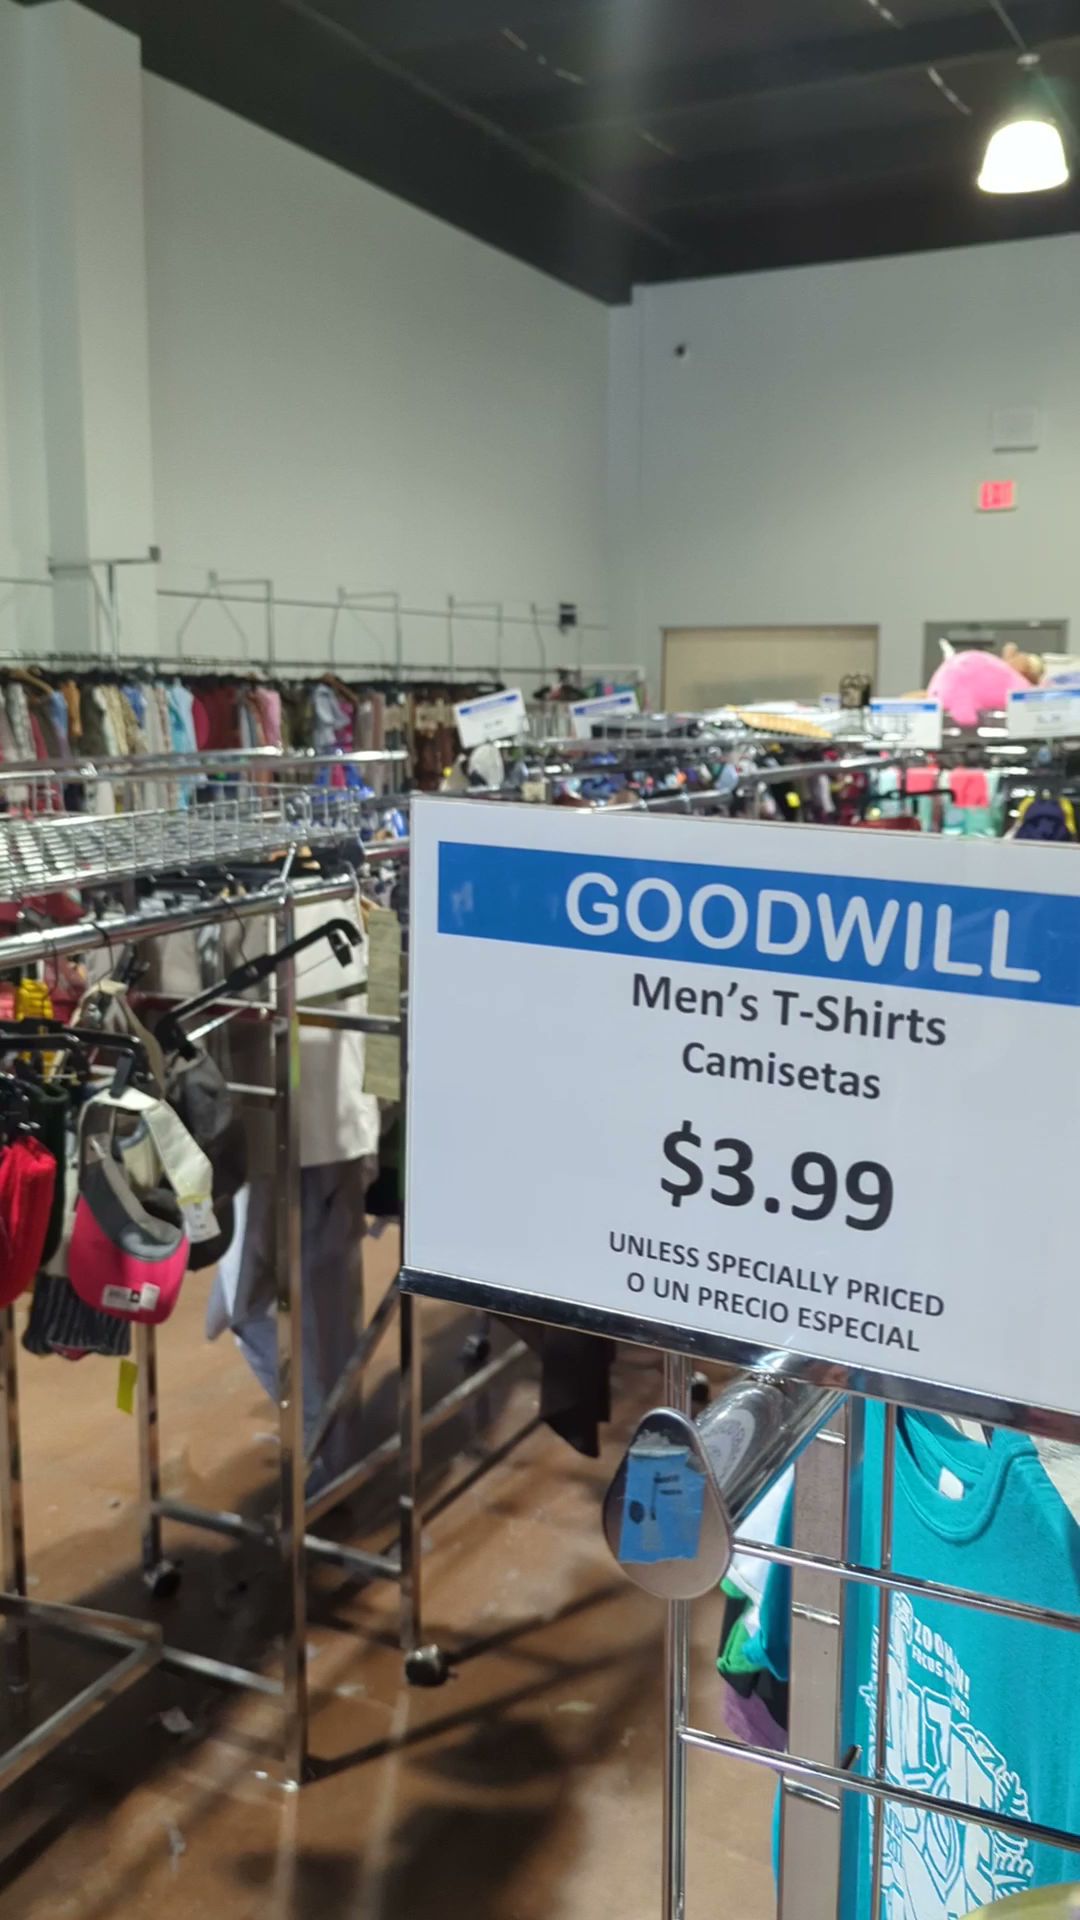 EXIT
GOODWILL
Men's T-Shirts
Camisetas
$3.99
UNLESS SPECIALLY PRICED
O UN PRECIO ESPECIAL